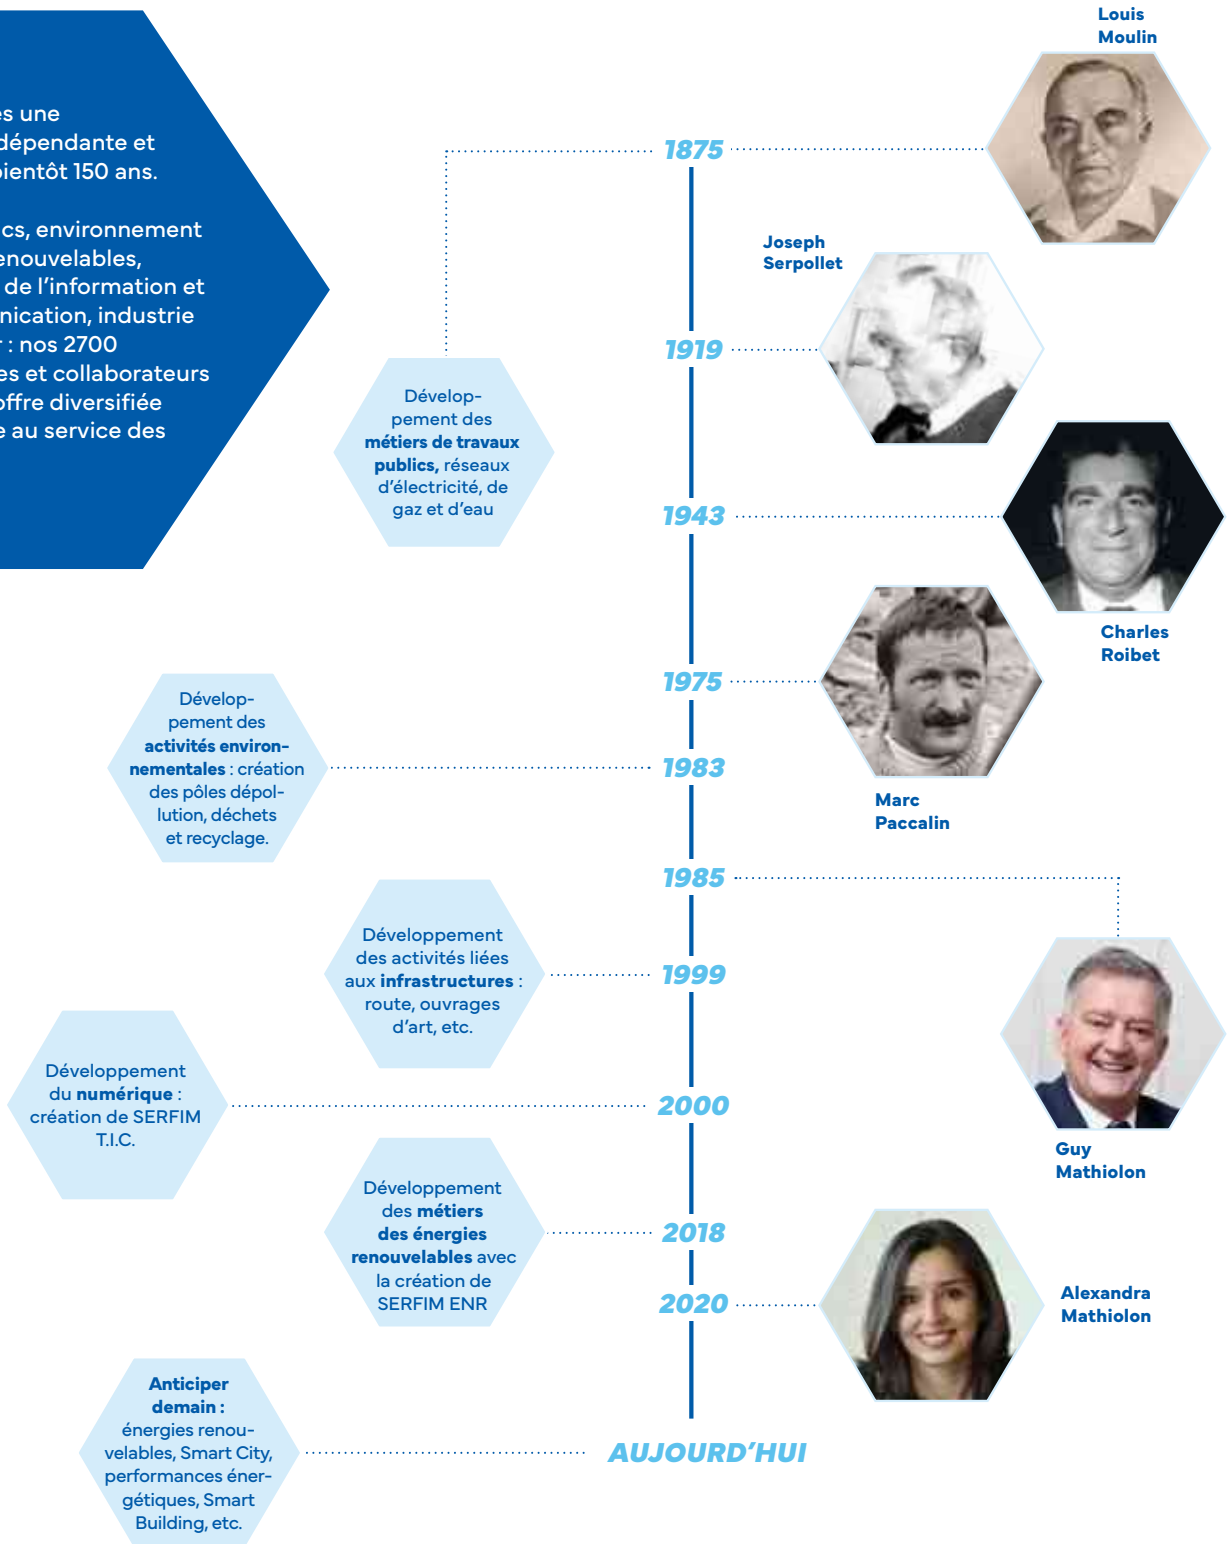 es une
dépendante et
bientôt 150 ans.
cs, environnement
enouvelables,
de l'information et
nication, industrie
: nos 2700
es et collaborateurs
offre diversifiée
au service des
Louis
Moulin
1875
Joseph
Serpollet
1919
Dévelop-
pement des
métiers de travaux
publics, réseaux
d'électricité, de
gaz et d'eau
1943
Charles
Roibet
1975
Marc
Paccalin
Dévelop-
pement des
activités environ-
nementales : création
des pôles dépol-
lution, déchets
et recyclage.
1983
1985
Guy
Mathiolon
Développement
des activités liées
aux infrastructures :
route, ouvrages
d'art, etc.
1999
Développement
du numérique :
création de SERFIM
T.I.C.
2000
Développement
des métiers
des énergies
renouvelables avec
la création de
SERFIM ENR
2018
2020
Alexandra
Mathiolon
Anticiper
demain :
énergies renou-
velables, Smart City,
performances éner-
gétiques, Smart
Building, etc.
AUJOURD'HUI